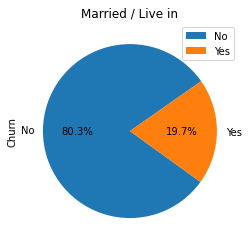 Married / Live in
No
Yes
Churn
No
80.3%
19.7%
Yes